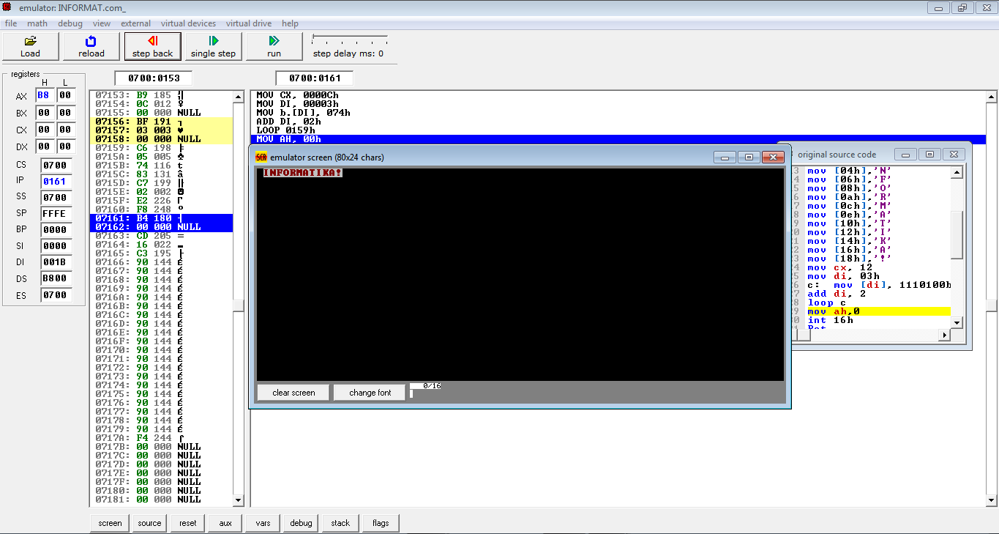 emulator: INFORMAT.com_
file math debug view external virtual devices virtual drive help
Load reload step back single step run step delay ms: 0
registers
H L
AX B8 00
BX 00 00
CX 00 00
DX 00 00
CS 0700
IP 0161
SS 0700
SP FFFE
BP 0000
SI 0000
DI 001B
DS B800
ES 0700
0700:0153
07153: B9 185 ╣
07154: 0C 012 ♀
07155: 00 000 NULL
07156: BF 191 ┐
07157: 03 003 ♥
07158: 00 000 NULL
07159: C6 198 ╞
0715A: 05 005 ♣
0715B: 74 116 t
0715C: 83 131 â
0715D: C7 199 ╟
0715E: 02 002 ☻
0715F: E2 226 Γ
07160: F8 248 °
07161: B4 180 ┤
07162: 00 000 NULL
07163: CD 205 =
07164: 16 022 ▬
07165: C3 195 ├
07166: 90 144 É
07167: 90 144 É
07168: 90 144 É
07169: 90 144 É
0716A: 90 144 É
0716B: 90 144 É
0716C: 90 144 É
0716D: 90 144 É
0716E: 90 144 É
0716F: 90 144 É
07170: 90 144 É
07171: 90 144 É
07172: 90 144 É
07173: 90 144 É
07174: 90 144 É
07175: 90 144 É
07176: 90 144 É
07177: 90 144 É
07178: 90 144 É
07179: 90 144 É
0717A: F4 244 ⌠
0717B: 00 000 NULL
0717C: 00 000 NULL
0717D: 00 000 NULL
0717E: 00 000 NULL
0717F: 00 000 NULL
07180: 00 000 NULL
07181: 00 000 NULL
0700:0161
MOV CX, 0000Ch
MOV DI, 00003h
MOV b.[DI], 074h
ADD DI, 02h
LOOP 0159h
MOV AH, 00h
SCR emulator screen (80x24 chars)
INFORMATIKA!
clear screen change font 0/16
original source code
3 mov [04h],'N'
4 mov [06h],'F'
5 mov [08h],'O'
6 mov [0ah],'R'
7 mov [0ch],'M'
8 mov [0eh],'A'
9 mov [10h],'T'
0 mov [12h],'I'
1 mov [14h],'K'
2 mov [16h],'A'
3 mov [18h],'!'
4 mov cx, 12
5 mov di, 03h
6 c: mov [di], 1110100b
7 add di, 2
8 loop c
9 mov ah,0
0 int 16h
Ret
screen source reset aux vars debug stack flags